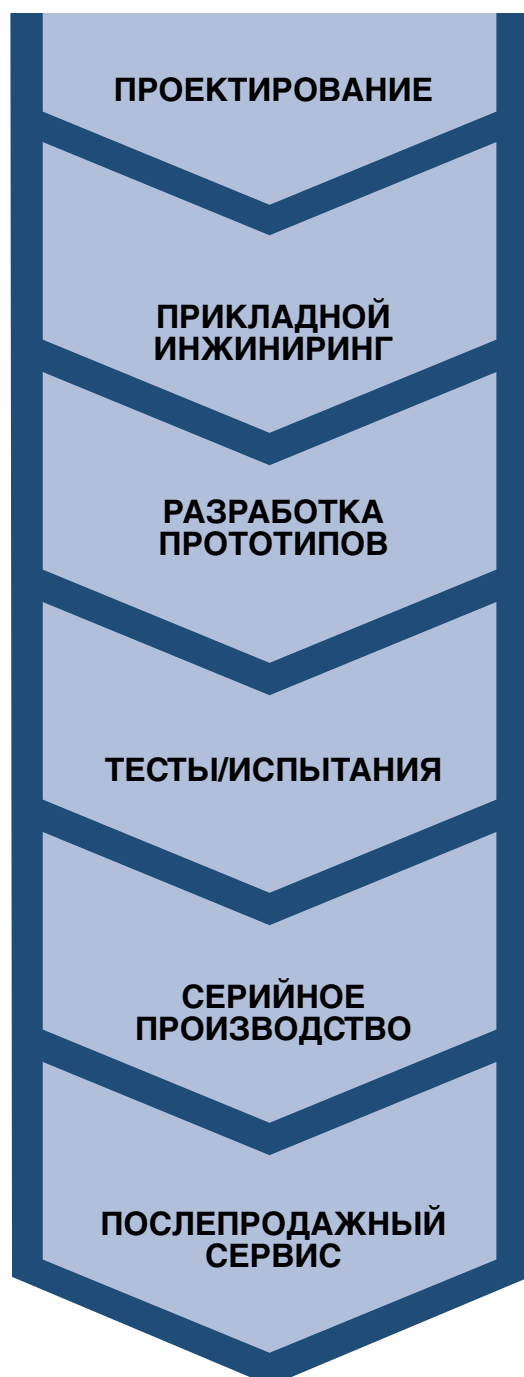 ПРОЕКТИРОВАНИЕ
ПРИКЛАДНОЙ
ИНЖИНИРИНГ
РАЗРАБОТКА
ПРОТОТИПОВ
ТЕСТЫ/ИСПЫТАНИЯ
СЕРИЙНОЕ
ПРОИЗВОДСТВО
ПОСЛЕПРОДАЖНЫЙ
СЕРВИС